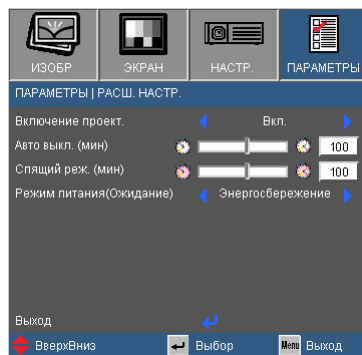 ИЗОБР ЭКРАН НАСТР. ПАРАМЕТРЫ
ПАРАМЕТРЫ | РАСШ. НАСТР.
Включение проект. Вкл.
Авто выкл. (мин) 100
Спящий реж. (мин) 100
Режим питания(Ожидание) Энергосбережение
Выход
ВверхВниз Выбор Menu Выход